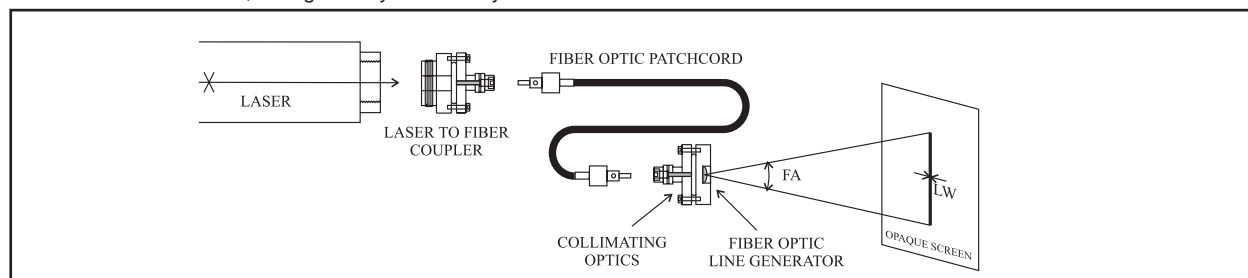 FIBER OPTIC PATCHCORD
LASER
LASER TO FIBER
COUPLER
FA
LW
OPAQUE SCREEN
COLLIMATING
OPTICS
FIBER OPTIC
LINE GENERATOR